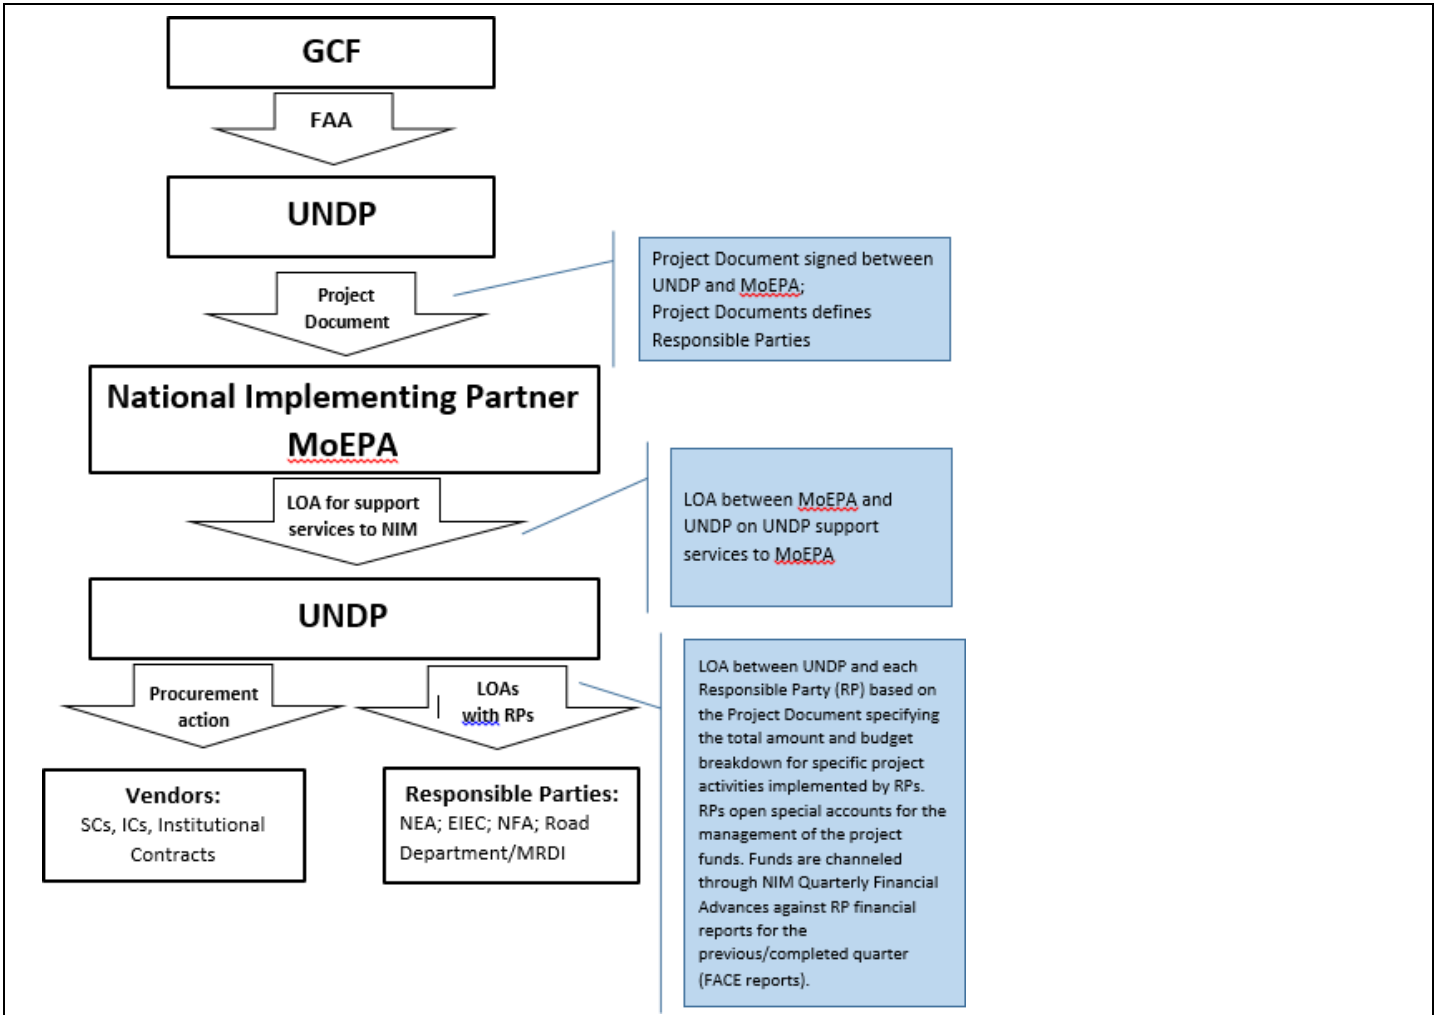 GCF
FAA
UNDP
Project
Document
Project Document signed between
UNDP and MoEPA;
Project Documents defines
Responsible Parties
National Implementing Partner
MoEPA
LOA for support
services to NIM
LOA between MoEPA and
UNDP on UNDP support
services to MoEPA
UNDP
Procurement
action
LOAs
with RPs
Vendors:
SCs, ICs, Institutional
Contracts
Responsible Parties:
NEA; EIEC; NFA; Road
Department/MRDI
LOA between UNDP and each
Responsible Party (RP) based on
the Project Document specifying
the total amount and budget
breakdown for specific project
activities implemented by RPs.
RPs open special accounts for the
management of the project
funds. Funds are channeled
through NIM Quarterly Financial
Advances against RP financial
reports for the
previous/completed quarter
(FACE reports).